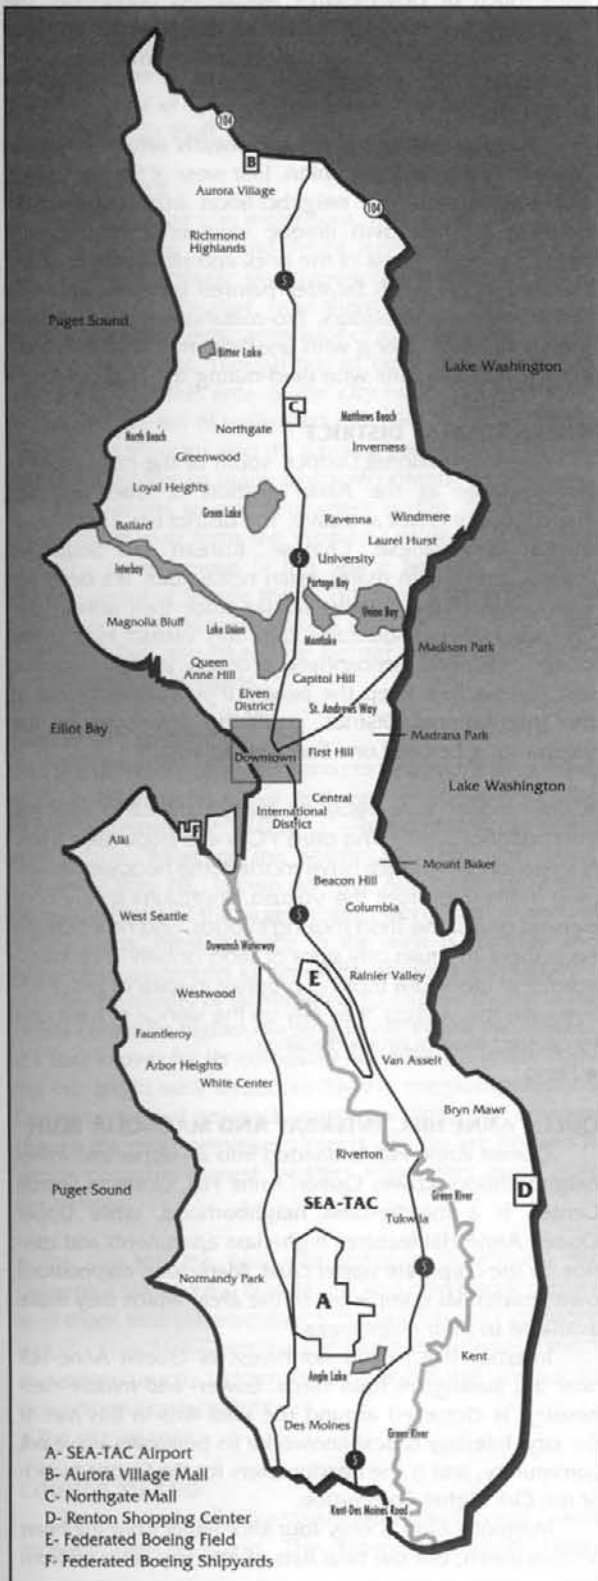 104
B
Aurora Village
104
Richmond
Highlands
5
Puget Sound
Bitter Lake
Lake Washington
C
Matthews Beach
North Beach
Northgate
Inverness
Greenwood
Loyal Heights
Green Lake
Windmere
Ravenna
Ballard
Laurel Hurst
5
University
Interbay
Portage Bay
Union Bay
Magnolia Bluff
Lake Union
Montlake
Madison Park
Queen
Anne Hill
Capitol Hill
Elven
District
St. Andrews Way
Elliot Bay
Madrana Park
Downtown
First Hill
Lake Washington
Central
International
District
F
Alki
Mount Baker
Beacon Hill
Columbia
5
West Seattle
Duwamsh Waterway
E
Rainier Valley
Westwood
Fauntleroy
Van Asselt
Arbor Heights
White Center
Bryn Mawr
Riverton
Puget Sound
Green River
D
SEA-TAC
Tukwila
5
Normandy Park
A
Kent
Angle Lake
Des Moines
Green River
5
A- SEA-TAC Airport
B- Aurora Village Mall
C- Northgate Mall
D- Renton Shopping Center
E- Federated Boeing Field
F- Federated Boeing Shipyards
Kent-Des Moines Road